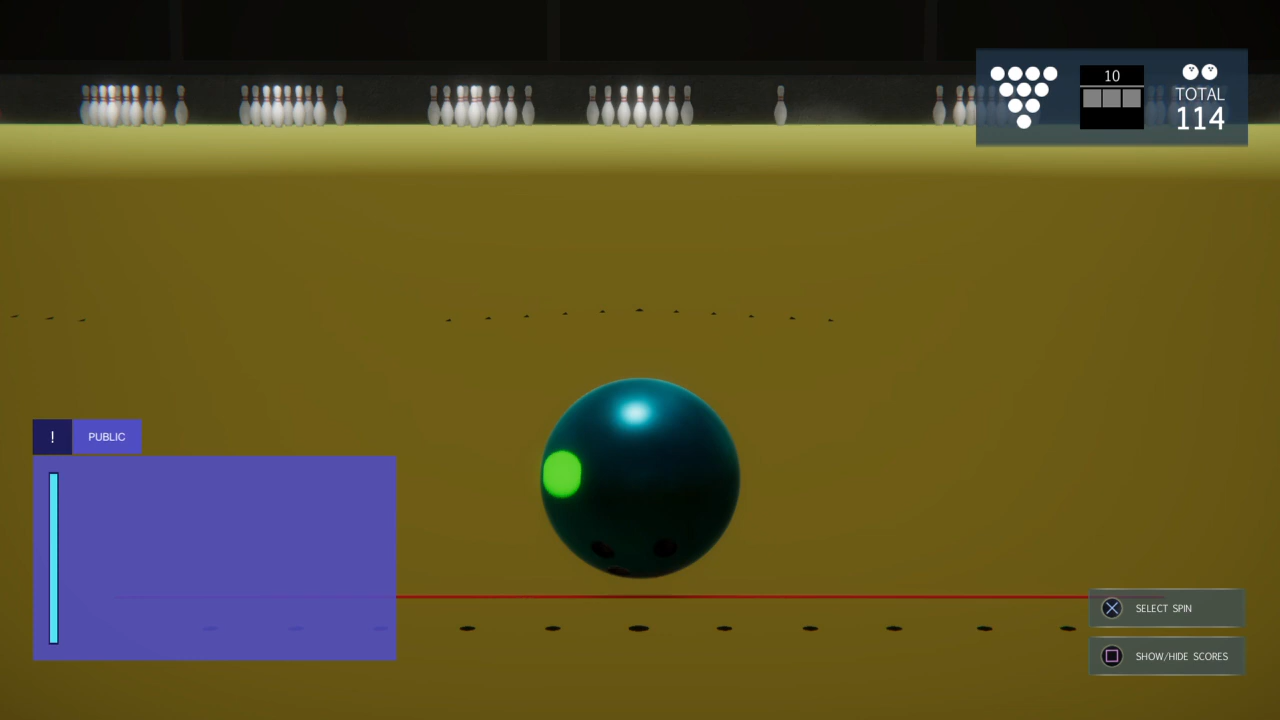 10
TOTAL
114
!
PUBLIC
SELECT SPIN
SHOW/HIDE SCORES